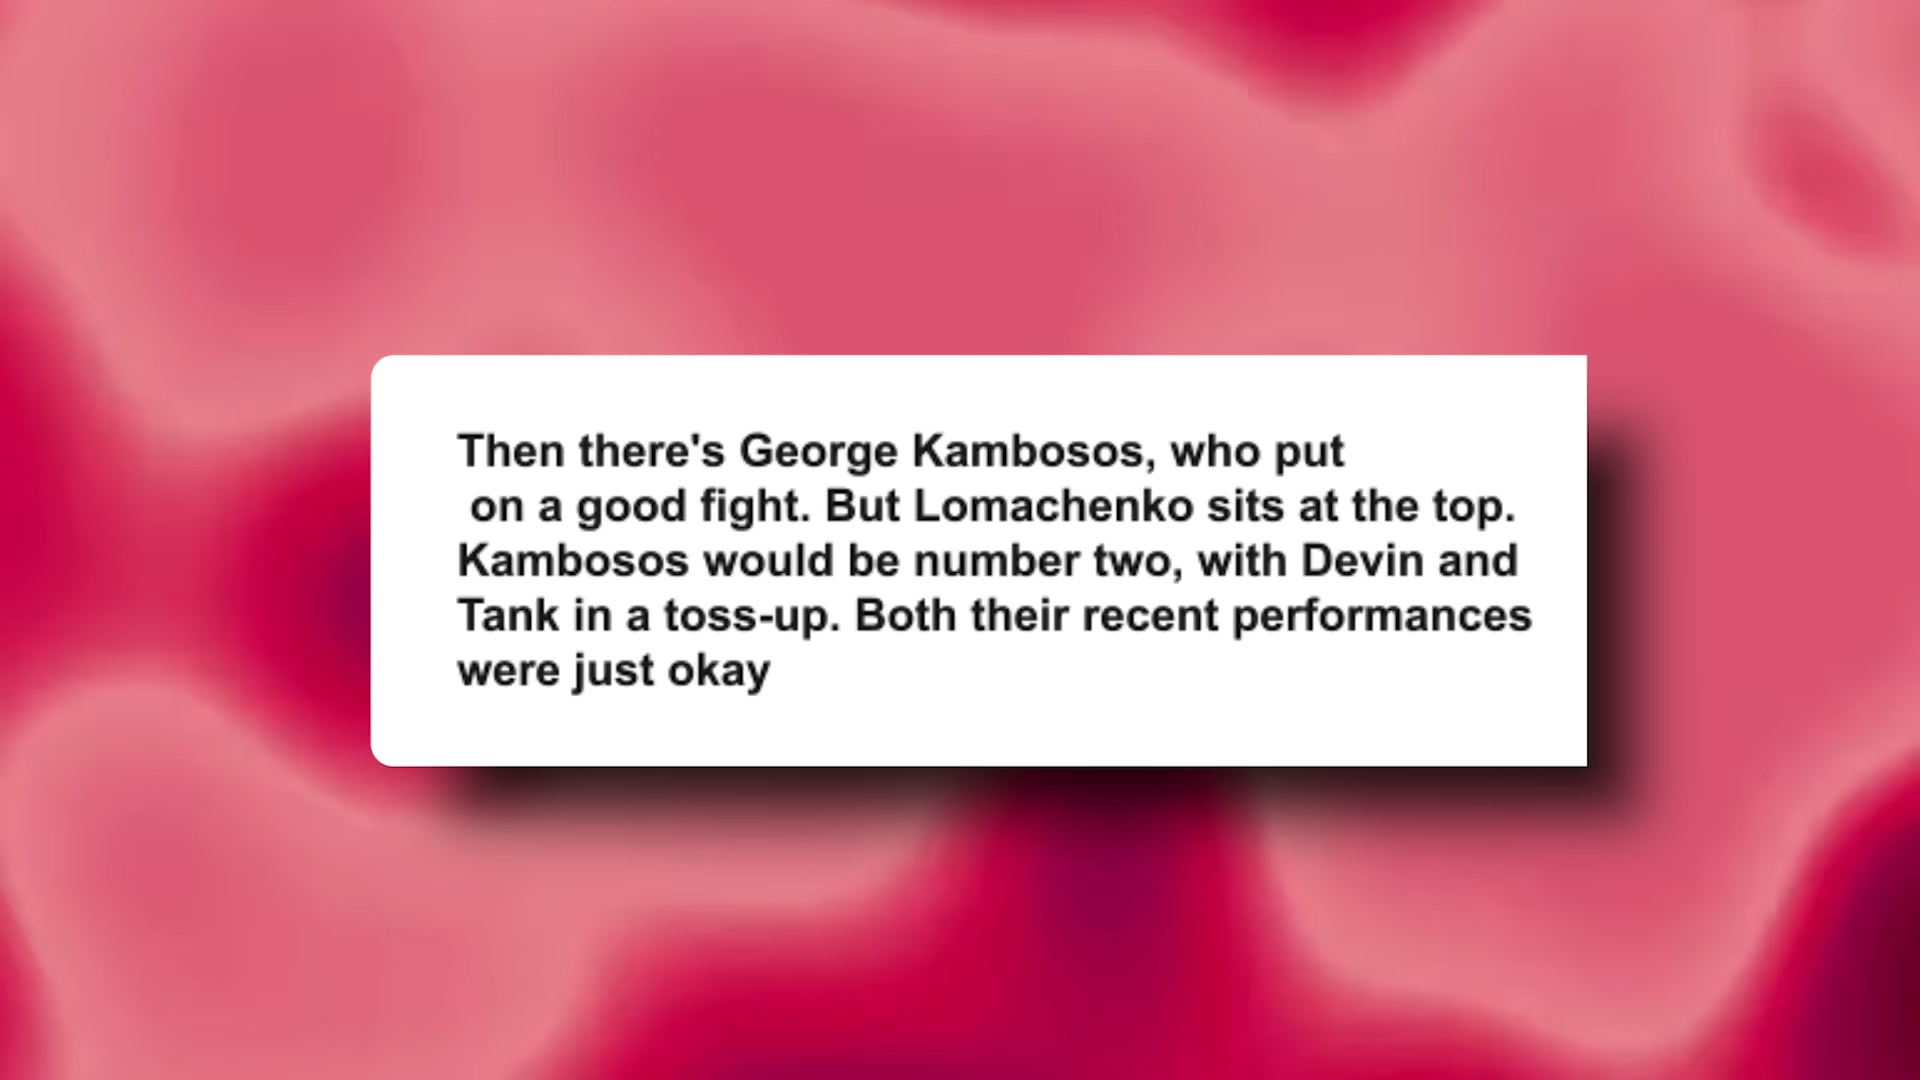 Then there's George Kambosos, who put
on a good fight. But Lomachenko sits at the top.
Kambosos would be number two, with Devin and
Tank in a toss-up. Both their recent performances
were just okay